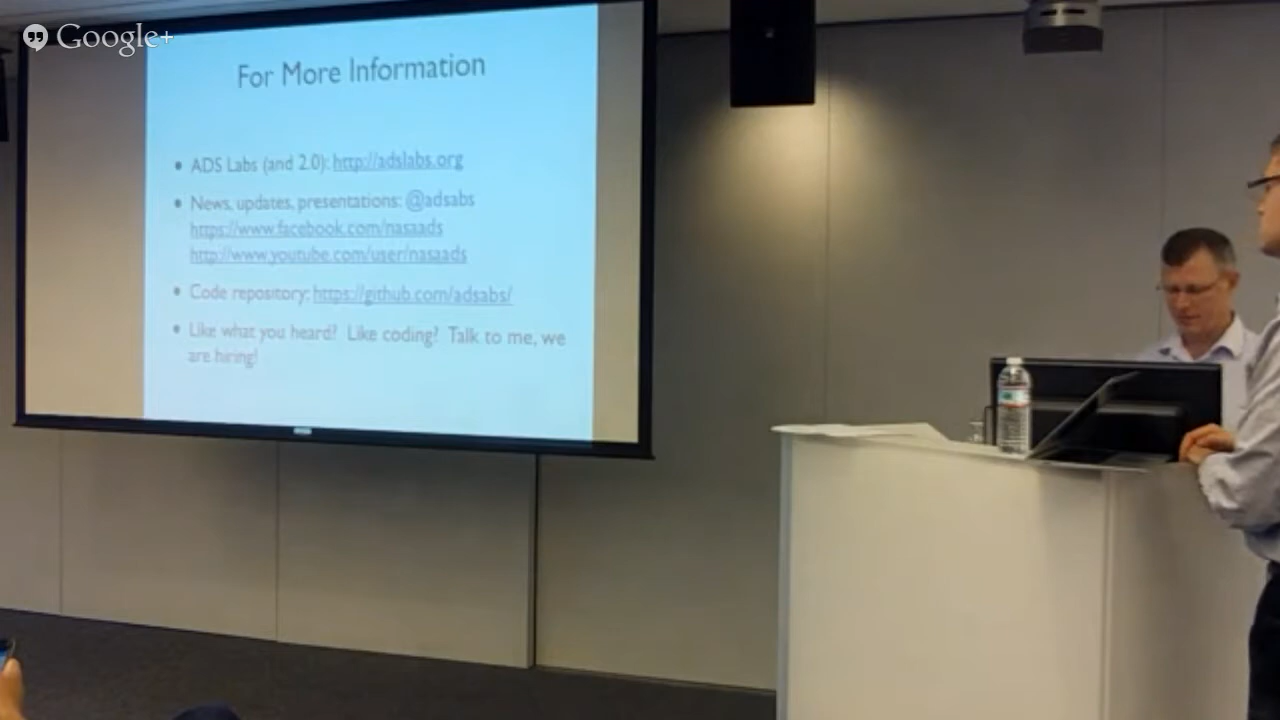 Google+
For More Information
• ADS Labs (and 2.0): http://adslabs.org
• News, updates, presentations: @adsabs
https://www.facebook.com/nasaads
http://www.youtube.com/user/nasaads
• Code repository: https://github.com/adsabs/
• Like what you heard? Like coding? Talk to me, we
are hiring!